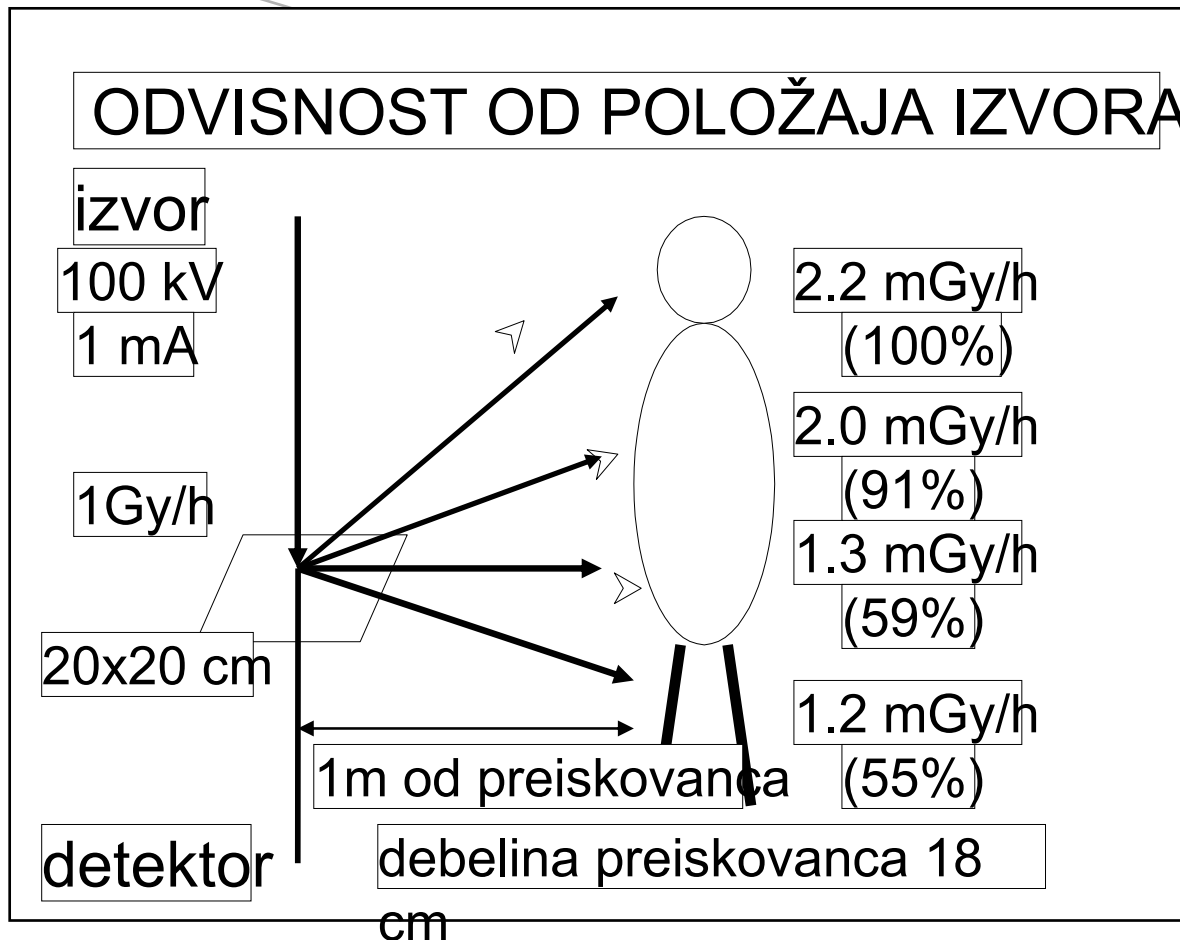 ODVISNOST OD POLOŽAJA IZVORA
izvor
100 kV
1 mA
1Gy/h
20x20 cm
detektor
2.2 mGy/h
(100%)
2.0 mGy/h
(91%)
1.3 mGy/h
(59%)
1.2 mGy/h
(55%)
1m od preiskovanca
debelina preiskovanca 18
cm